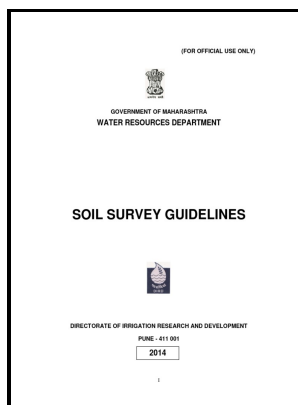 (FOR OFFICIAL USE ONLY)
GOVERNMENT OF MAHARASHTRA
WATER RESOURCES DEPARTMENT
SOIL SURVEY GUIDELINES
DIRECTORATE OF IRRIGATION RESEARCH AND DEVELOPMENT
PUNE - 411 001
2014